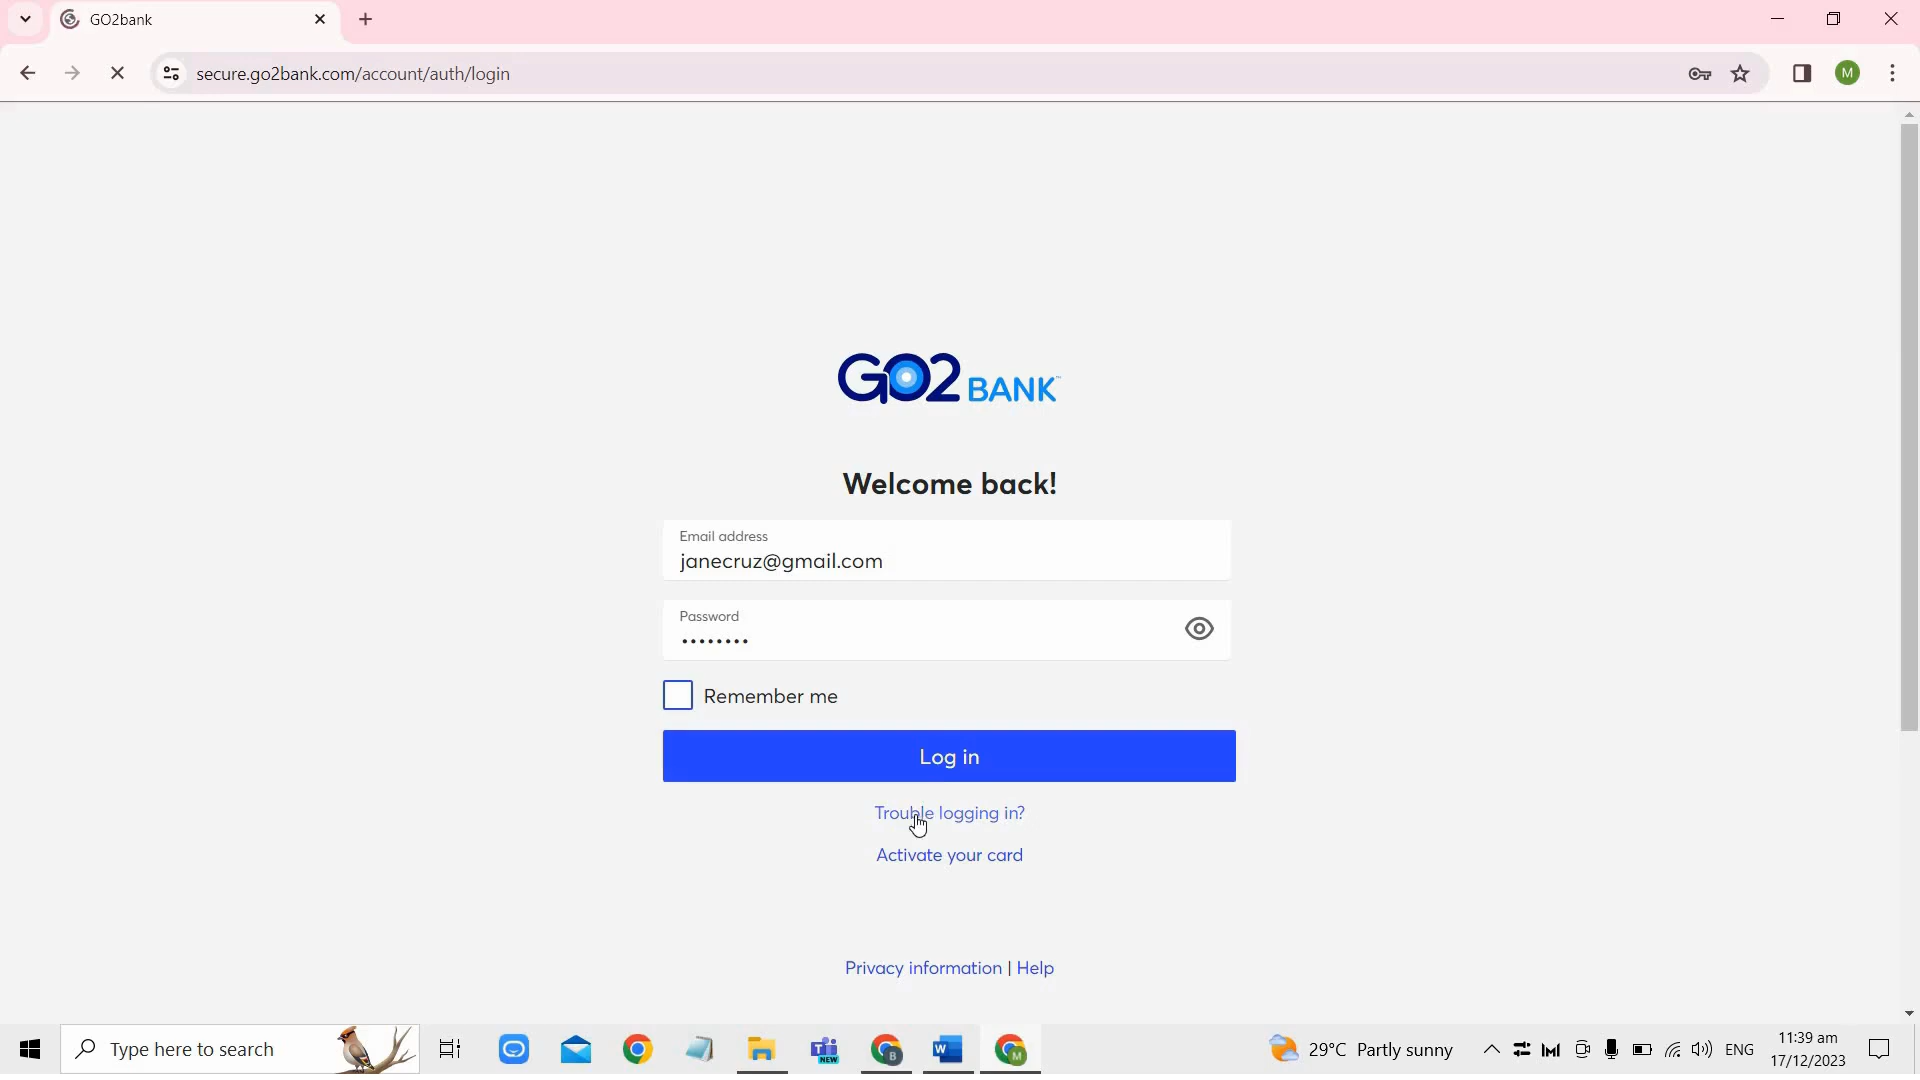 GO2bank
secure.go2bank.com/account/auth/login
M
GO2 BANK™
Welcome back!
Email address
janecruz@gmail.com
Password
••••••••
Remember me
Log in
Trouble logging in?
Activate your card
Privacy information | Help
Type here to search
NEW
B
M
29°C Partly sunny
ENG
11:39 am
17/12/2023